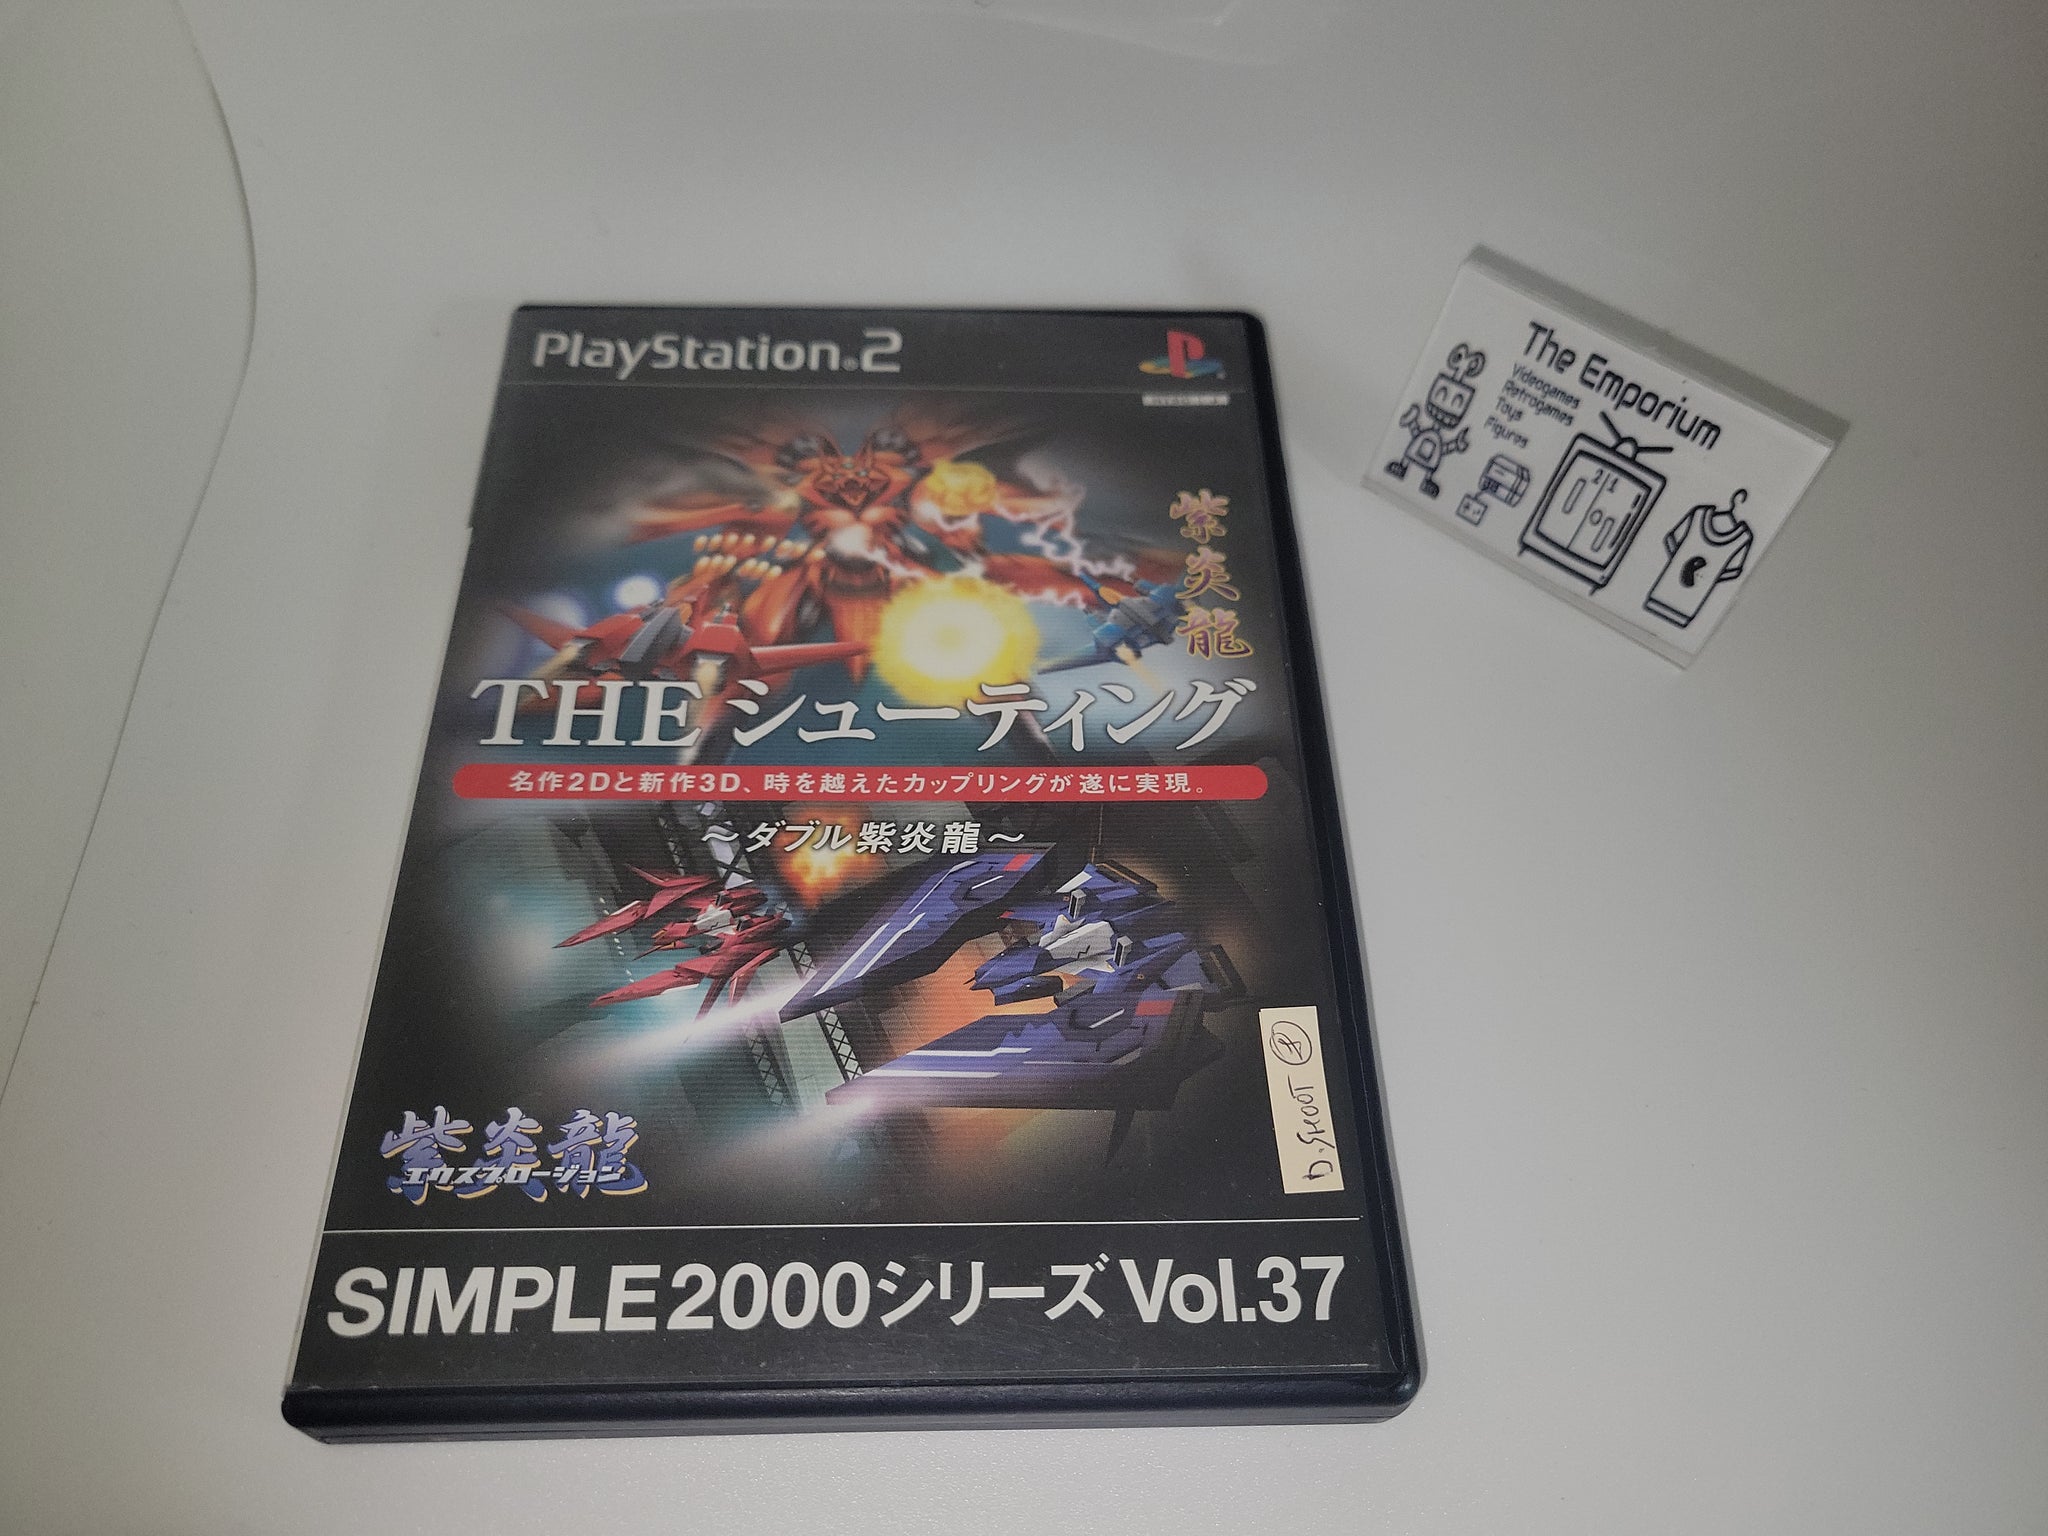 PlayStation®2
紫炎龍
THE シューティング
名作2Dと新作3D、時を越えたカップリングが遂に実現。
～ダブル紫炎龍～
紫炎龍
エクスプロージョン
D.SHOOT
SIMPLE2000シリーズ Vol.37
The Emporium
Videogames
Retrogames
Toys
Figures
21